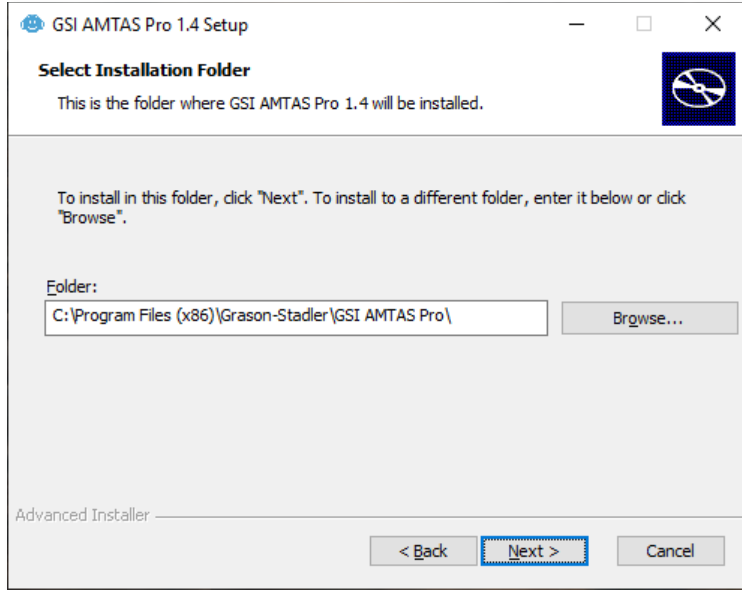 GSI AMTAS Pro 1.4 Setup
Select Installation Folder
This is the folder where GSI AMTAS Pro 1.4 will be installed.
To install in this folder, click "Next". To install to a different folder, enter it below or click
"Browse".
Folder:
C:\Program Files (x86)\Grason-Stadler\GSI AMTAS Pro\
Browse...
Advanced Installer
< Back
Next >
Cancel